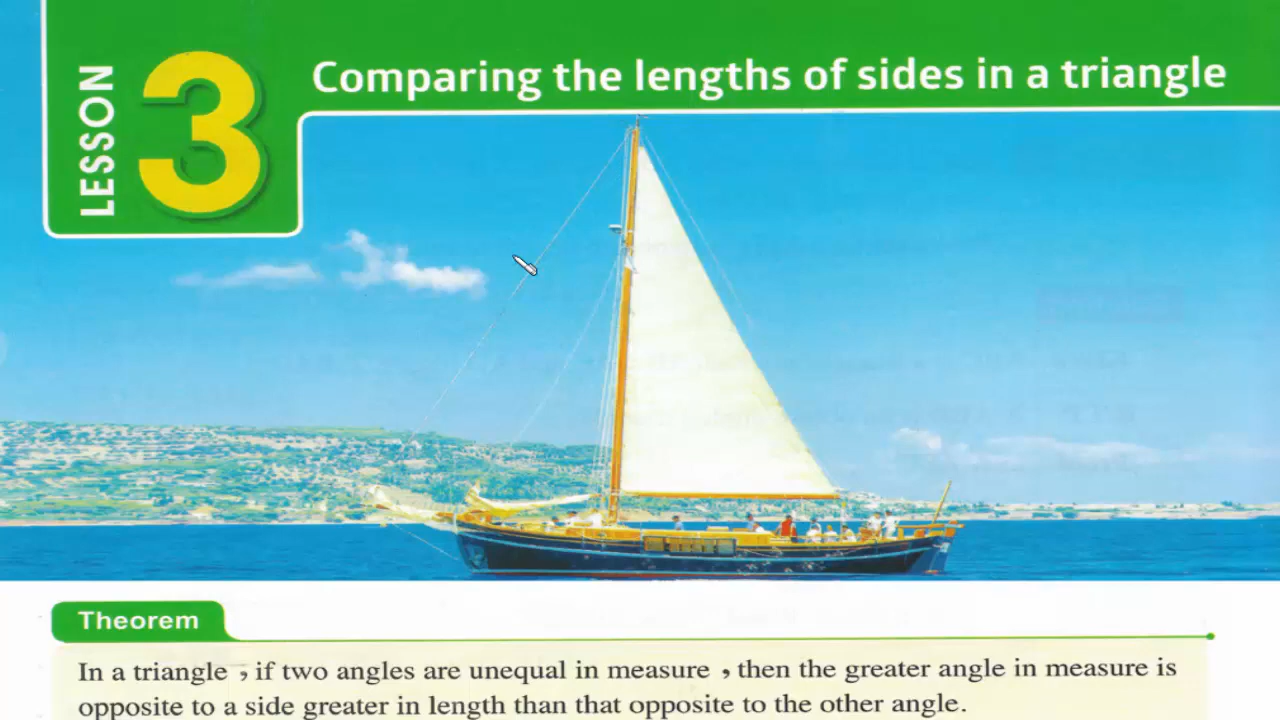 LESSON
3
Comparing the lengths of sides in a triangle
Theorem
In a triangle , if two angles are unequal in measure , then the greater angle in measure is
opposite to a side greater in length than that opposite to the other angle.